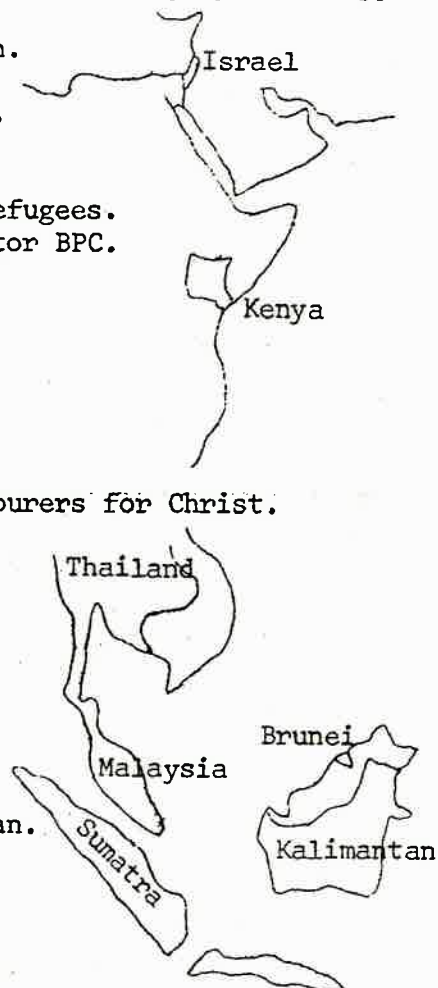 Israel
efugees.
tor BPC.
Kenya
ourers for Christ.
Thailand
Brunei
Malaysia
an.
Kalimantan
Sumatra